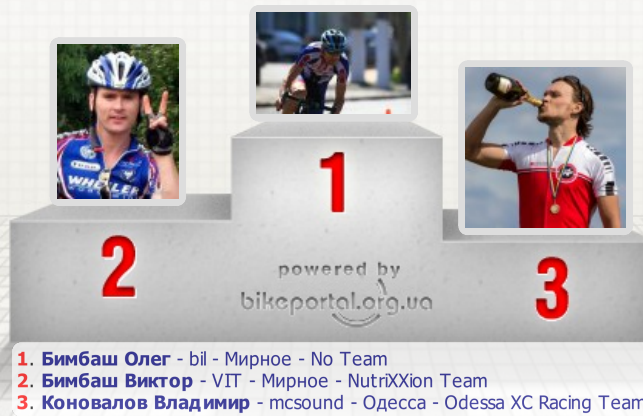 WHEELER
1
2
3
powered by
bikeportal.org.ua
1. Бимбаш Олег - bil - Мирное - No Team
2. Бимбаш Виктор - VIT - Мирное - NutriXXion Team
3. Коновалов Владимир - mcsound - Одесса - Odessa XC Racing Team